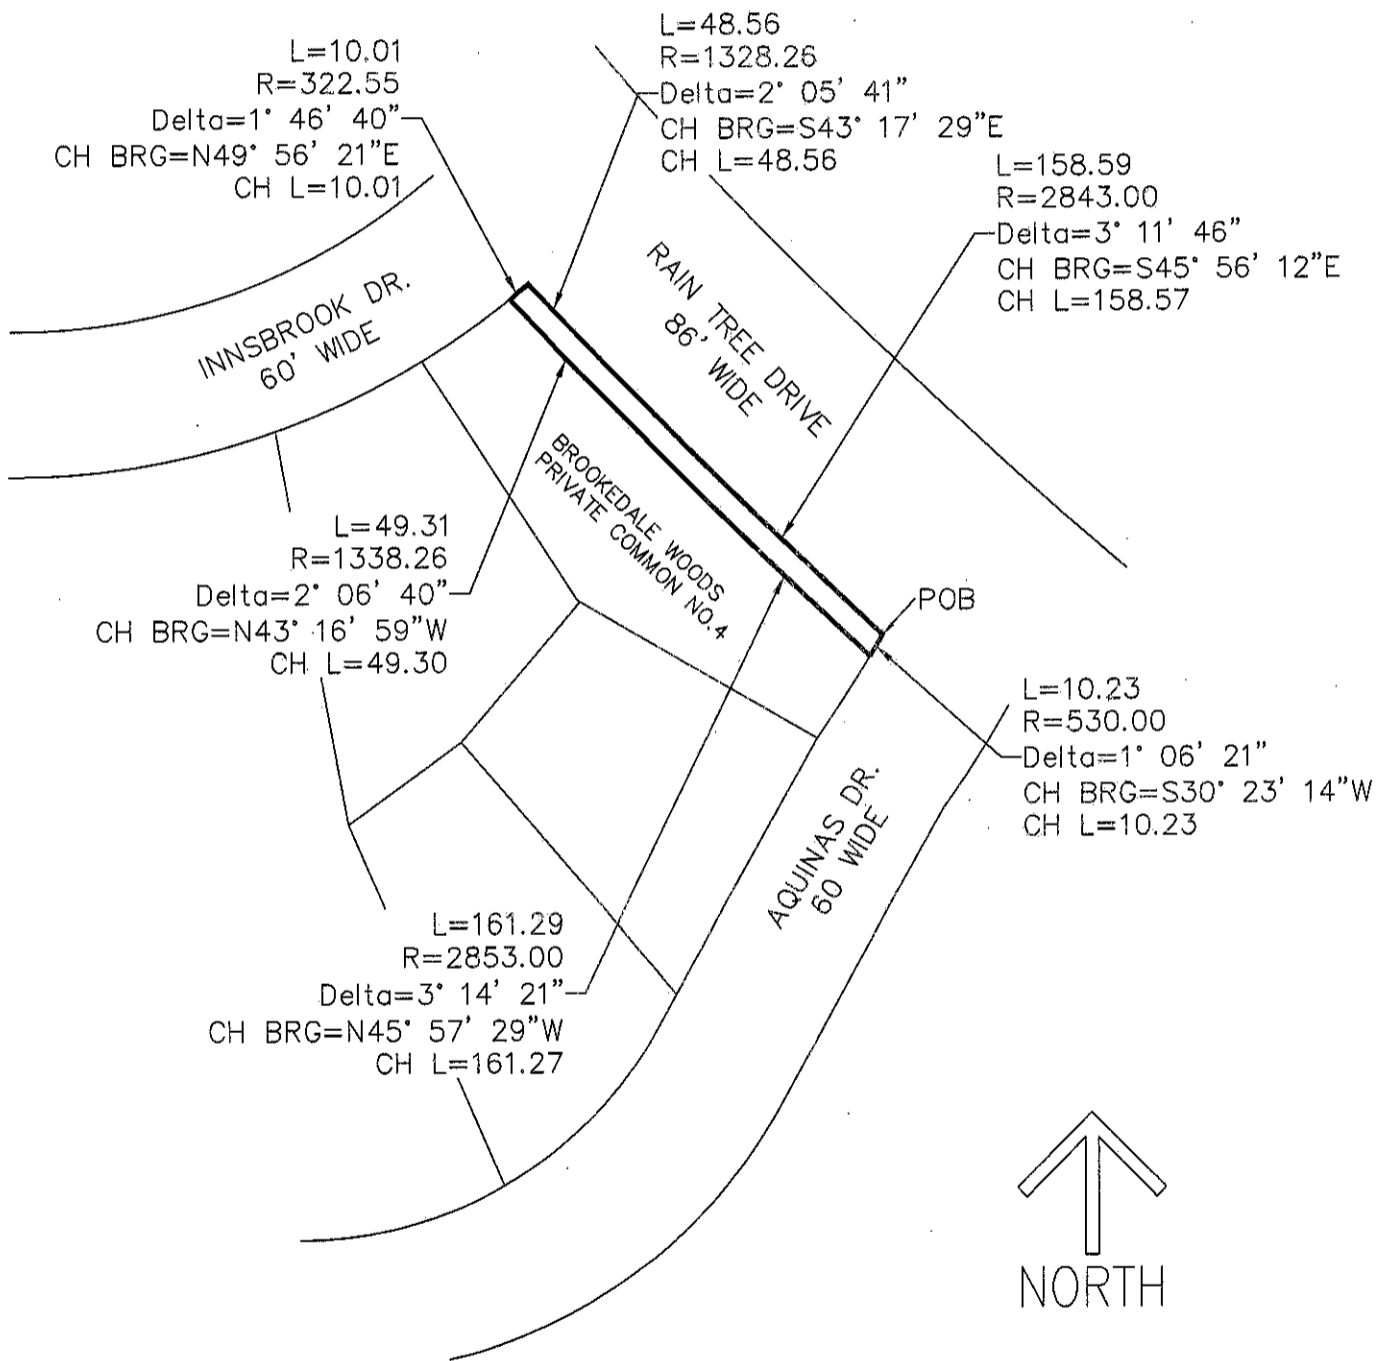 L=10.01
R=322.55
Delta=1° 46' 40"
CH BRG=N49° 56' 21"E
CH L=10.01
L=48.56
R=1328.26
Delta=2° 05' 41"
CH BRG=S43° 17' 29"E
CH L=48.56
L=158.59
R=2843.00
Delta=3° 11' 46"
CH BRG=S45° 56' 12"E
CH L=158.57
INNSBROOK DR.
60' WIDE
RAIN TREE DRIVE
86' WIDE
BROOKEDALE WOODS
PRIVATE COMMON NO.4
L=49.31
R=1338.26
Delta=2° 06' 40"
CH BRG=N43° 16' 59"W
CH L=49.30
POB
L=10.23
R=530.00
Delta=1° 06' 21"
CH BRG=S30° 23' 14"W
CH L=10.23
AQUINAS DR.
60 WIDE
L=161.29
R=2853.00
Delta=3° 14' 21"
CH BRG=N45° 57' 29"W
CH L=161.27
NORTH